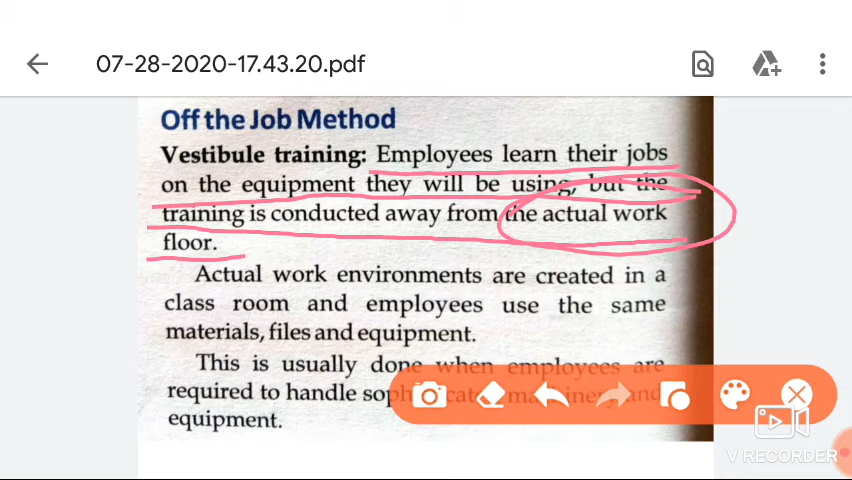 07-28-2020-17.43.20.pdf
Off the Job Method
Vestibule training: Employees learn their jobs
on the equipment they will be using, but the
training is conducted away from the actual work
floor.
Actual work environments are created in a
class room and employees use the same
materials, files and equipment.
This is usually done when employees are
required to handle sophisticated machinery and
equipment.
V RECORDER